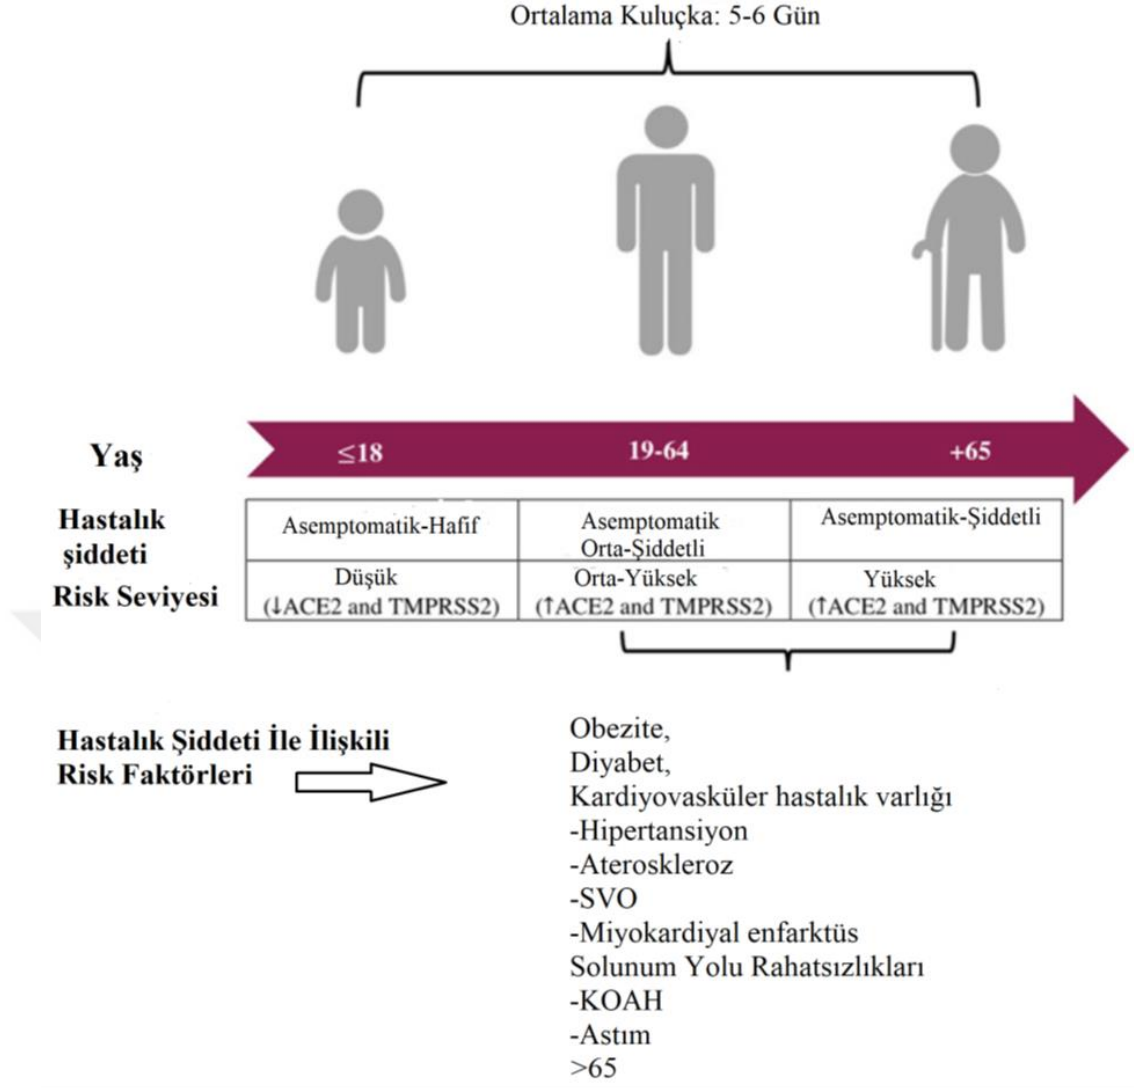 Ortalama Kuluçka: 5-6 Gün
Yaş
≤18
19-64
+65
Hastalık
şiddeti
Asemptomatik-Hafif
Asemptomatik
Orta-Şiddetli
Asemptomatik-Şiddetli
Risk Seviyesi
Düşük
(↓ACE2 and TMPRSS2)
Orta-Yüksek
(↑ACE2 and TMPRSS2)
Yüksek
(↑ACE2 and TMPRSS2)
Hastalık Şiddeti İle İlişkili
Risk Faktörleri
Obezite,
Diyabet,
Kardiyovasküler hastalık varlığı
-Hipertansiyon
-Ateroskleroz
-SVO
-Miyokardiyal enfarktüs
Solunum Yolu Rahatsızlıkları
-KOAH
-Astım
>65